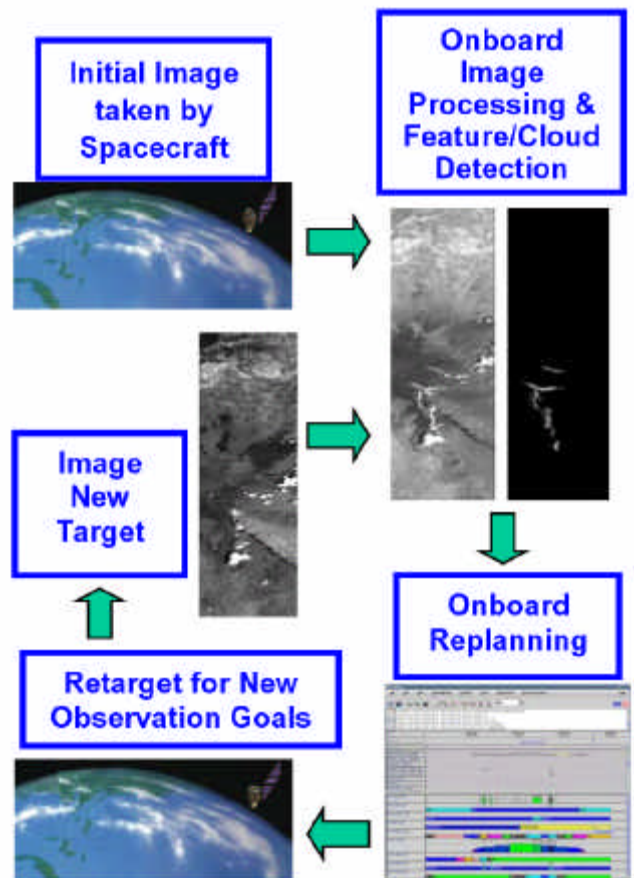 Initial Image
taken by
Spacecraft
Onboard
Image
Processing &
Feature/Cloud
Detection
Image
New
Target
Onboard
Replanning
Retarget for New
Observation Goals